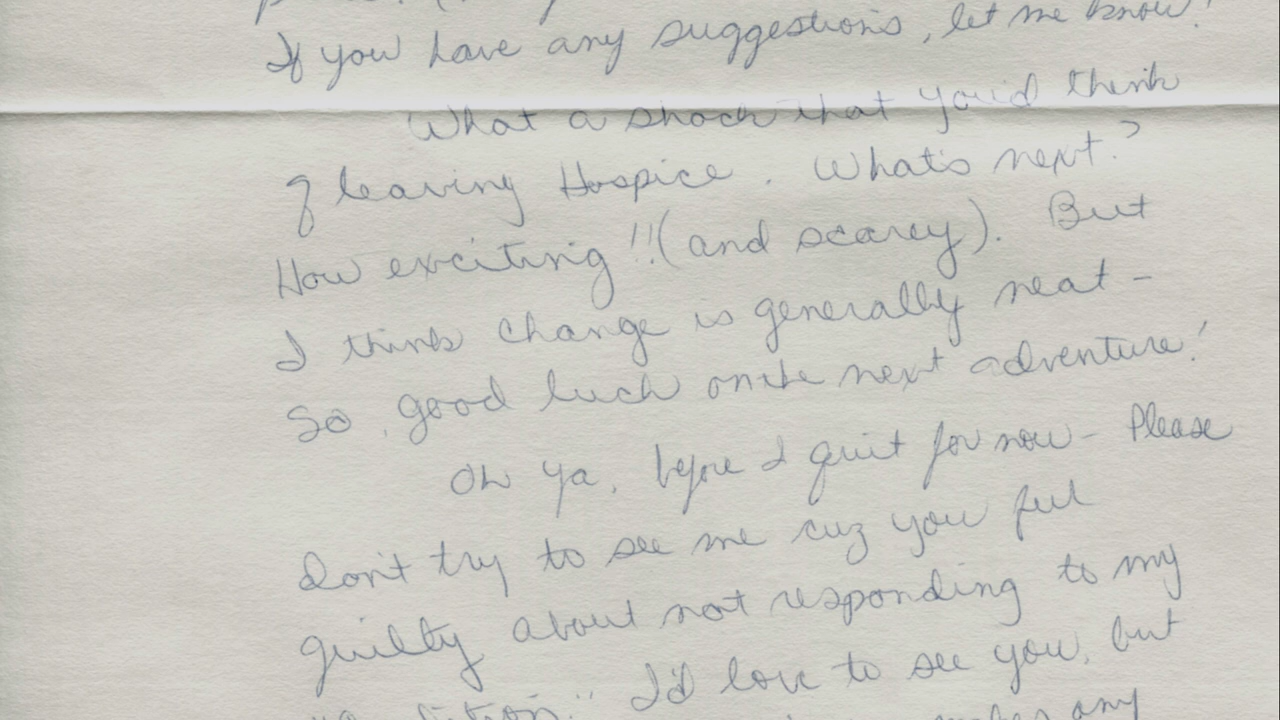 If you have any suggestions, let me know!
What a shock that you'd think
of leaving Hospice. What's next?
How exciting!! (and scarey). But
I think change is generally neat -
So, good luck on the next adventure!
Oh ya, before I quit for now - Please
don't try to see me cuz you feel
guilty about not responding to my
I'd love to see you, but
any